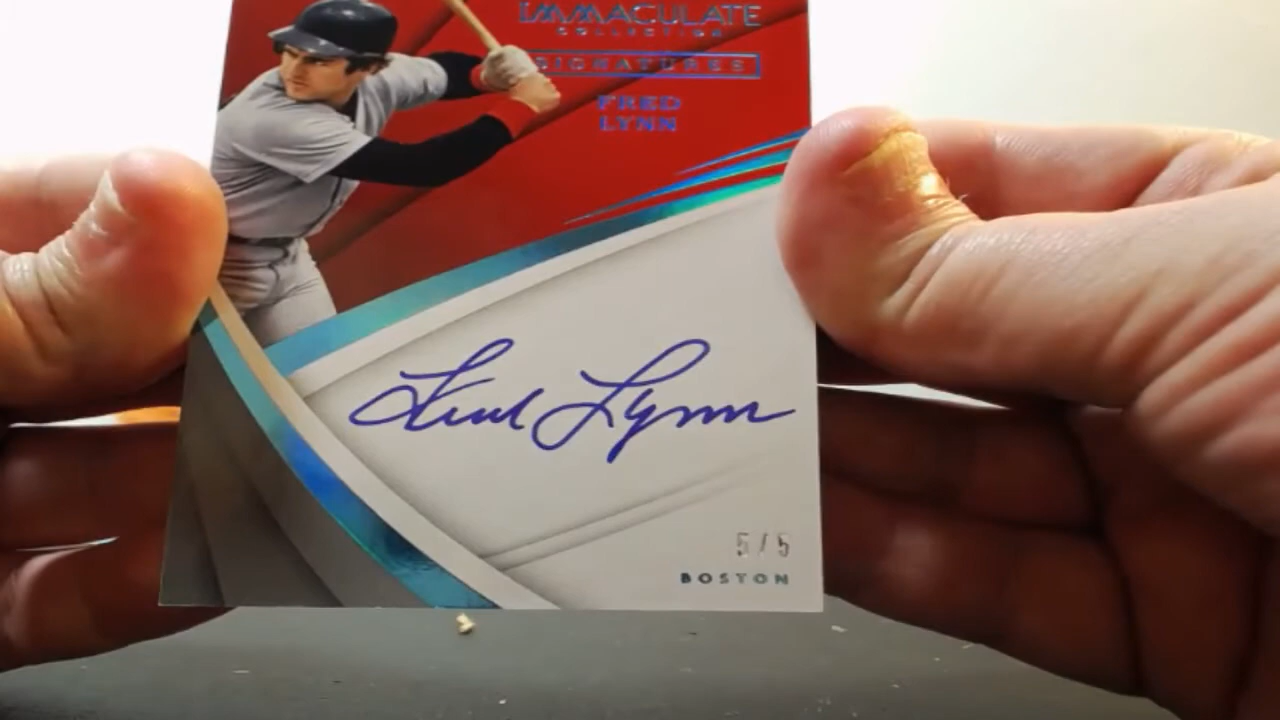 IMMACULATE
COLLECTION
SIGNATURES
FRED
LYNN
Fred Lynn
5/5
BOSTON